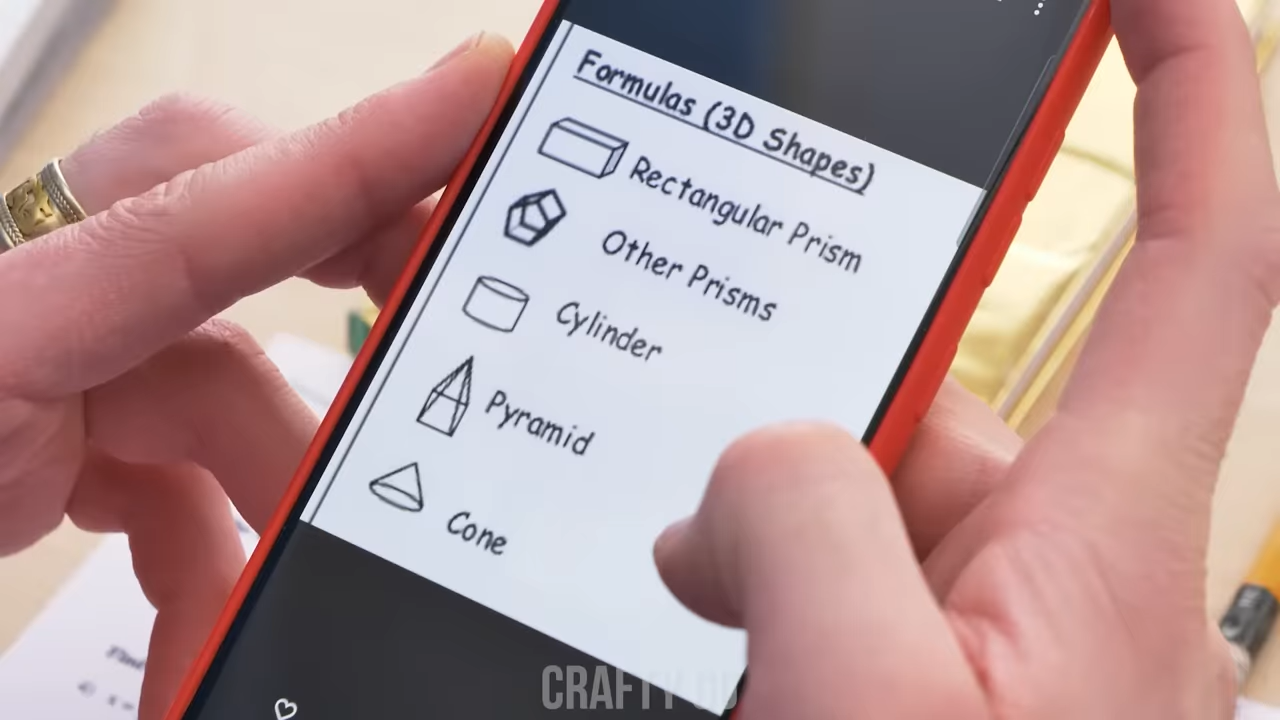 Formulas (3D Shapes)
Rectangular Prism
Other Prisms
Cylinder
Pyramid
Cone
CRAFTY